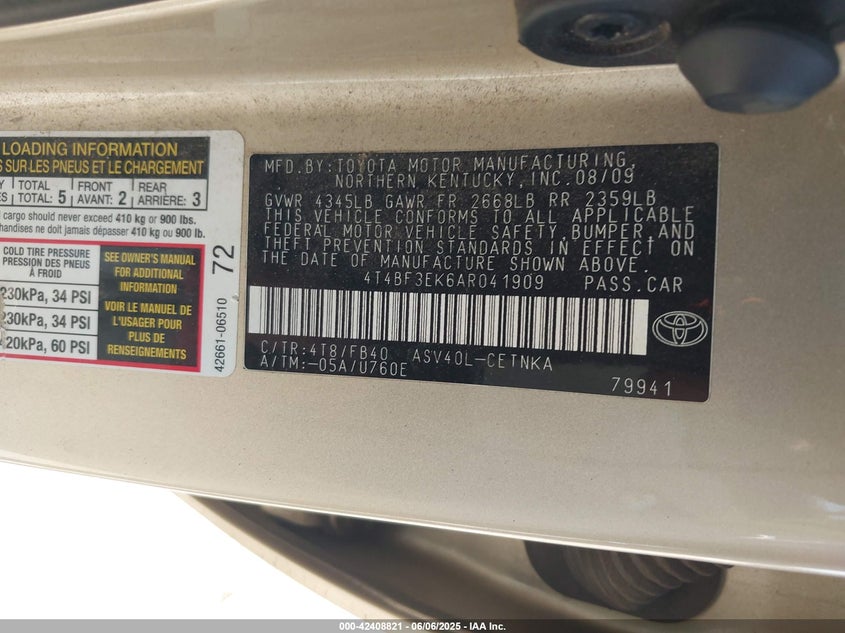 LOADING INFORMATION
S SUR LES PNEUS ET LE CHARGEMENT
TOTAL FRONT REAR
TOTAL: 5 AVANT: 2 ARRIÈRE: 3
cargo should never exceed 410 kg or 900 lbs.
handises ne doit jamais dépasser 410 kg or 900 lb.
COLD TIRE PRESSURE
PRESSION DES PNEUS
À FROID
230kPa, 34 PSI
230kPa, 34 PSI
420kPa, 60 PSI
SEE OWNER'S MANUAL
FOR ADDITIONAL
INFORMATION
VOIR LE MANUEL DE
L'USAGER POUR
PLUS DE
RENSEIGNEMENTS
42661-06510 72
MFD.BY:TOYOTA MOTOR MANUFACTURING,
NORTHERN KENTUCKY, INC. 08/09
GVWR 4345LB GAWR FR 2668LB RR 2359LB
THIS VEHICLE CONFORMS TO ALL APPLICABLE
FEDERAL MOTOR VEHICLE SAFETY, BUMPER, AND
THEFT PREVENTION STANDARDS IN EFFECT ON
THE DATE OF MANUFACTURE SHOWN ABOVE.
4T4BF3EK6AR041909 PASS.CAR
C/TR:4T8/FB40 ASV40L-CETNKA
A/TM:-05A/U760E
79941
000-42408821 - 06/06/2025 - IAA Inc.